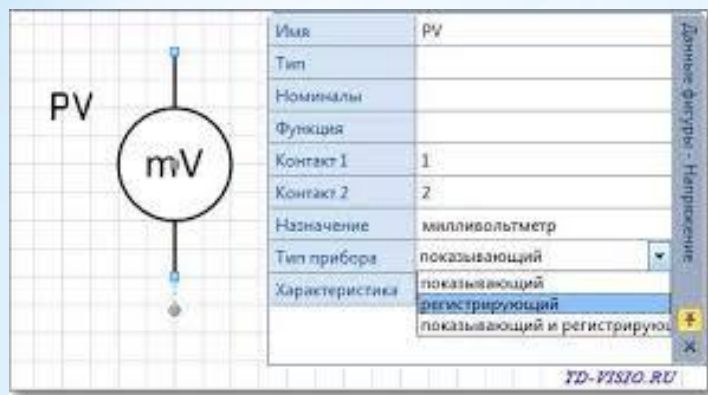 PV
mV
Имя PV
Тип
Номиналы
Функция
Контакт 1 1
Контакт 2 2
Назначение милливольтметр
Тип прибора показывающий
Характеристика
показывающий
регистрирующий
показывающий и регистрирующ
Данные фигуры - Напряжение
TD-VISIO.RU